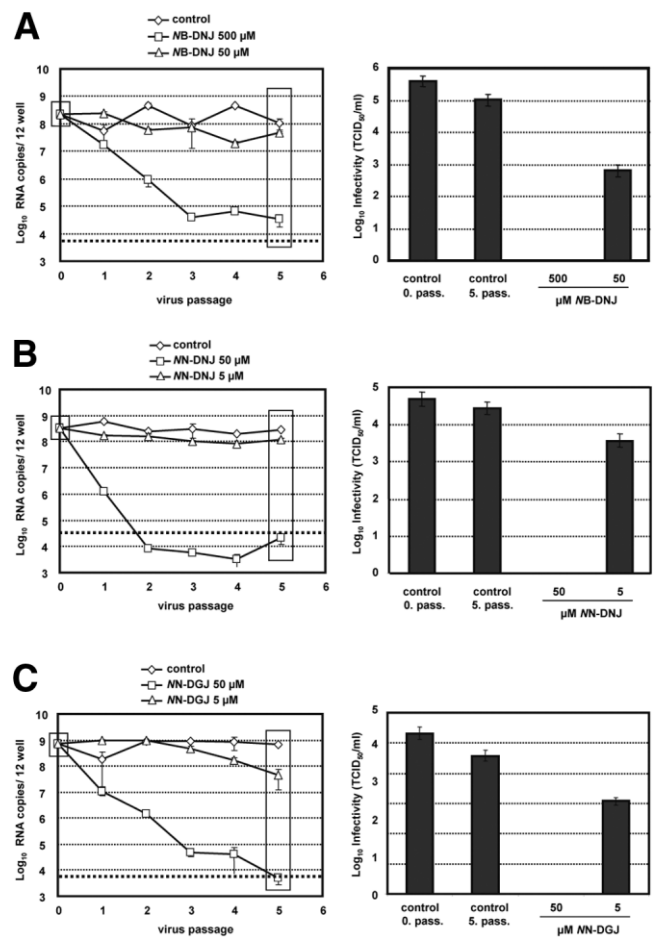 A
control
NB-DNJ 500 µM
NB-DNJ 50 µM
10
9
8
7
6
5
4
3
0 1 2 3 4 5 6
Log10 RNA copies/ 12 well
virus passage
6
5
4
3
2
1
0
Log10 Infectivity (TCID50/ml)
control 0. pass.
control 5. pass.
500 50
µM NB-DNJ
B
control
NN-DNJ 50 µM
NN-DNJ 5 µM
10
9
8
7
6
5
4
3
0 1 2 3 4 5 6
Log10 RNA copies/ 12 well
virus passage
5
4
3
2
1
0
Log10 Infectivity (TCID50/ml)
control 0. pass.
control 5. pass.
50 5
µM NN-DNJ
C
control
NN-DGJ 50 µM
NN-DGJ 5 µM
10
9
8
7
6
5
4
3
0 1 2 3 4 5 6
Log10 RNA copies/ 12 well
virus passage
5
4
3
2
2
1
0
Log10 Infectivity (TCID50/ml)
control 0. pass.
control 5. pass.
50 5
µM NN-DGJ